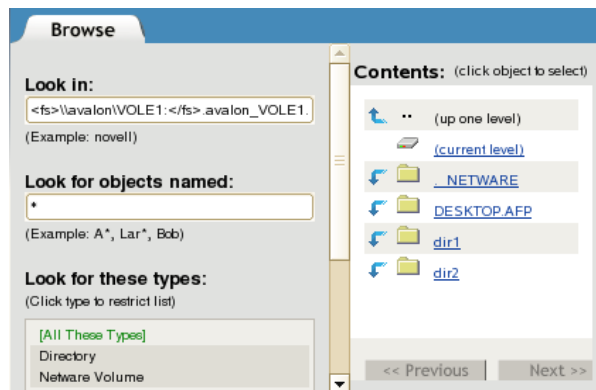 Browse
Look in:
<fs>\\avalon\VOLE1:</fs>.avalon_VOLE1.
(Example: novell)
Look for objects named:
*
(Example: A*, Lar*, Bob)
Look for these types:
(Click type to restrict list)
[All These Types]
Directory
Netware Volume
Contents: (click object to select)
.. (up one level)
(current level)
._NETWARE
DESKTOP.AFP
dir1
dir2
<< Previous
Next >>